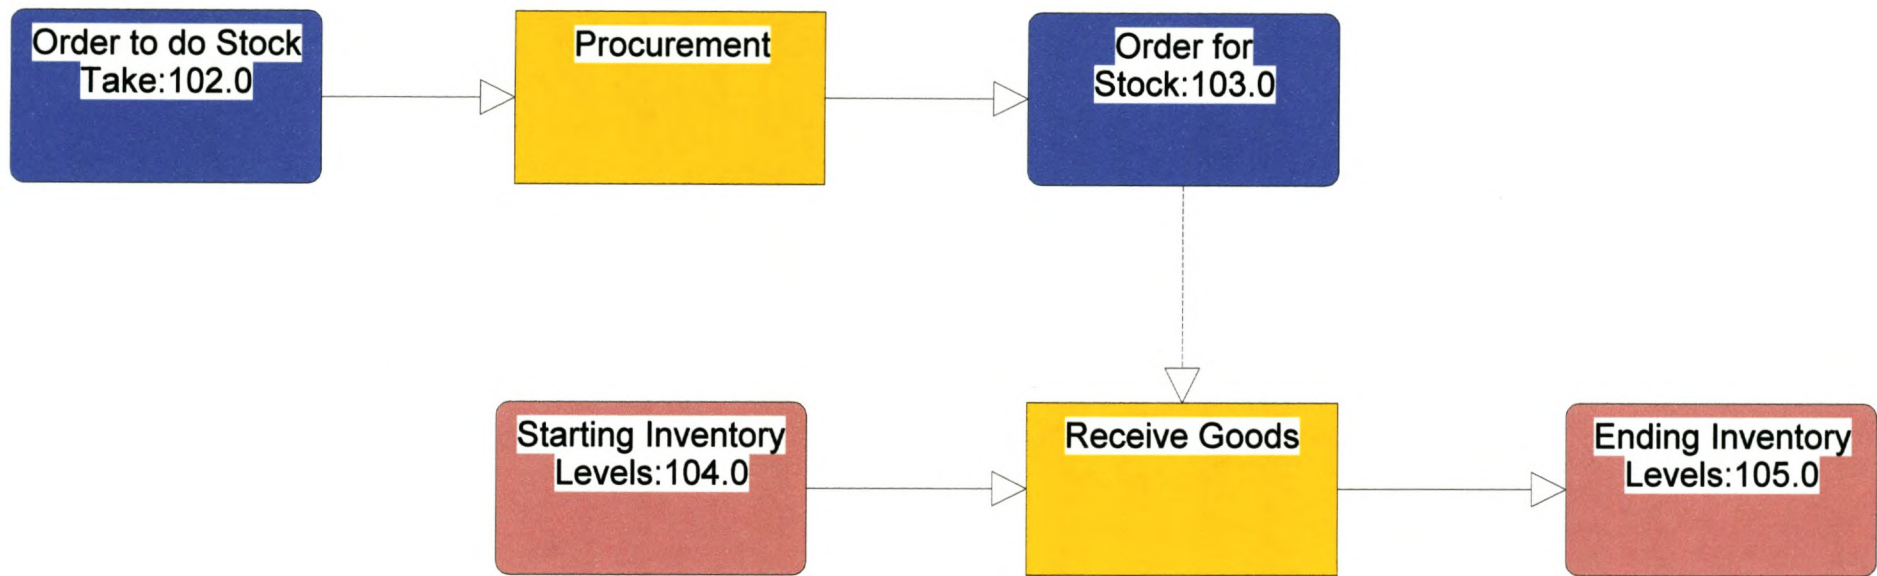 Order to do Stock
Take:102.0
Procurement
Order for
Stock:103.0
Starting Inventory
Levels:104.0
Receive Goods
Ending Inventory
Levels:105.0